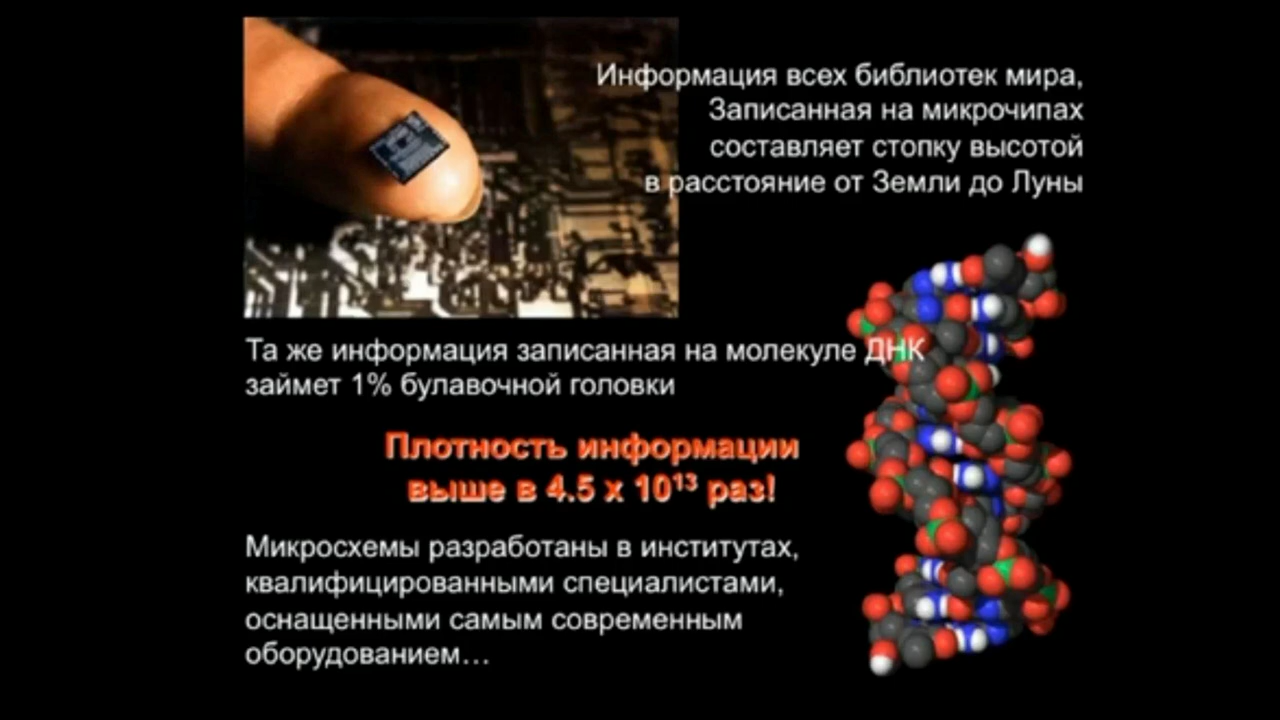 Информация всех библиотек мира,
Записанная на микрочипах
составляет стопку высотой
в расстояние от Земли до Луны
Та же информация записанная на молекуле ДНК
займет 1% булавочной головки
Плотность информации
выше в 4.5 x 10¹³ раз!
Микросхемы разработаны в институтах,
квалифицированными специалистами,
оснащенными самым современным
оборудованием…